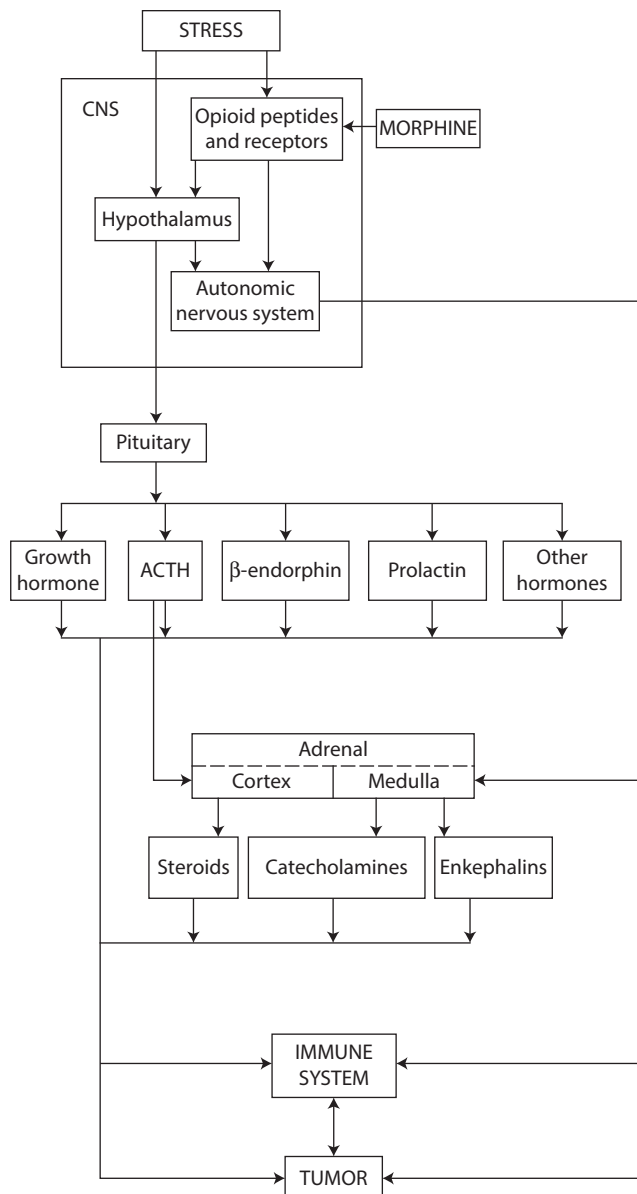 STRESS
CNS
Opioid peptides
and receptors
MORPHINE
Hypothalamus
Autonomic
nervous system
Pituitary
Growth
hormone
ACTH
β-endorphin
Prolactin
Other
hormones
Adrenal
Cortex
Medulla
Steroids
Catecholamines
Enkephalins
IMMUNE
SYSTEM
TUMOR